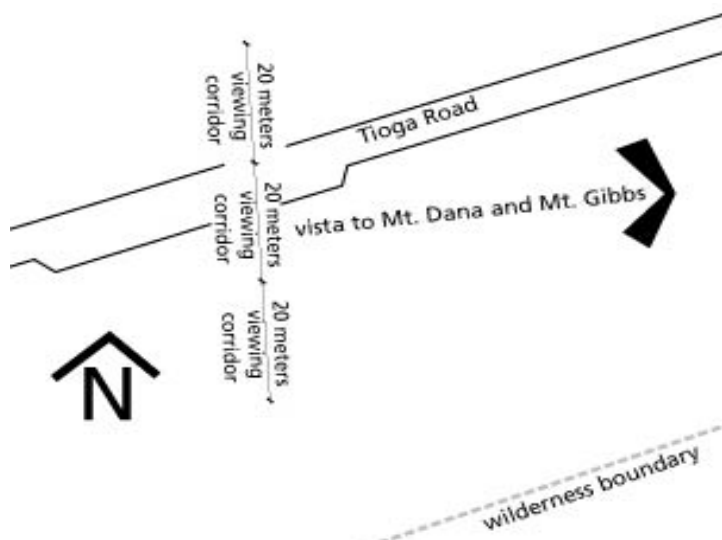 20 meters
viewing
corridor
Tioga Road
20 meters
viewing
corridor
vista to Mt. Dana and Mt. Gibbs
20 meters
viewing
corridor
N
wilderness boundary